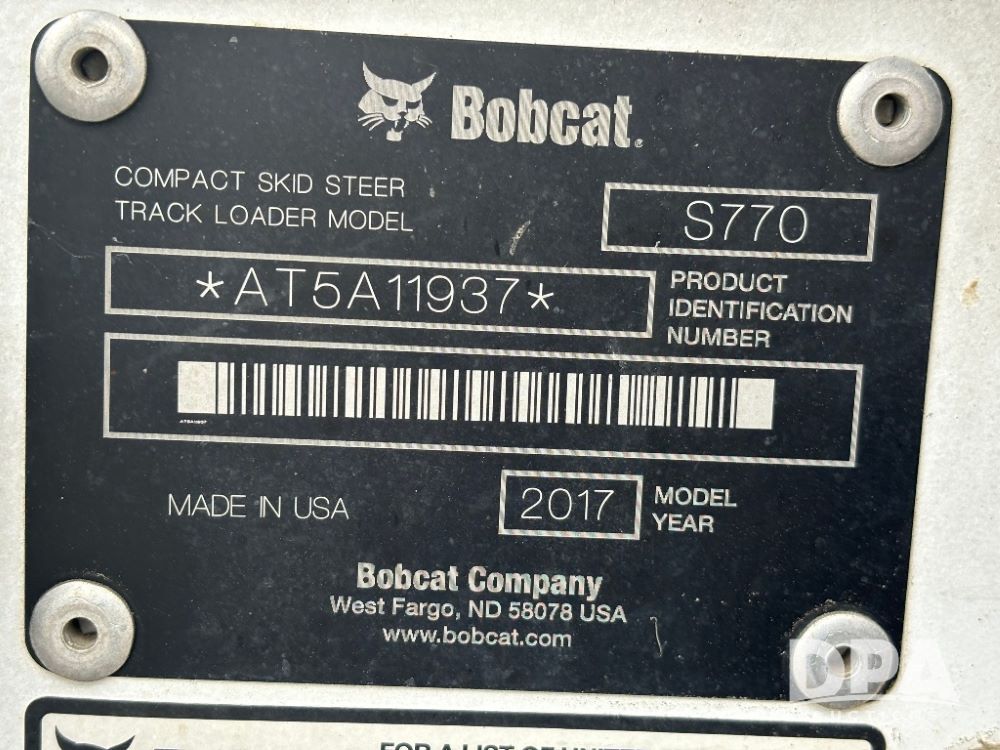 Bobcat.
COMPACT SKID STEER
TRACK LOADER MODEL
S770
*AT5A11937*
PRODUCT
IDENTIFICATION
NUMBER
AT5A11937
MADE IN USA
2017
MODEL
YEAR
Bobcat Company
West Fargo, ND 58078 USA
www.bobcat.com
DPA
FOR A LIST OF